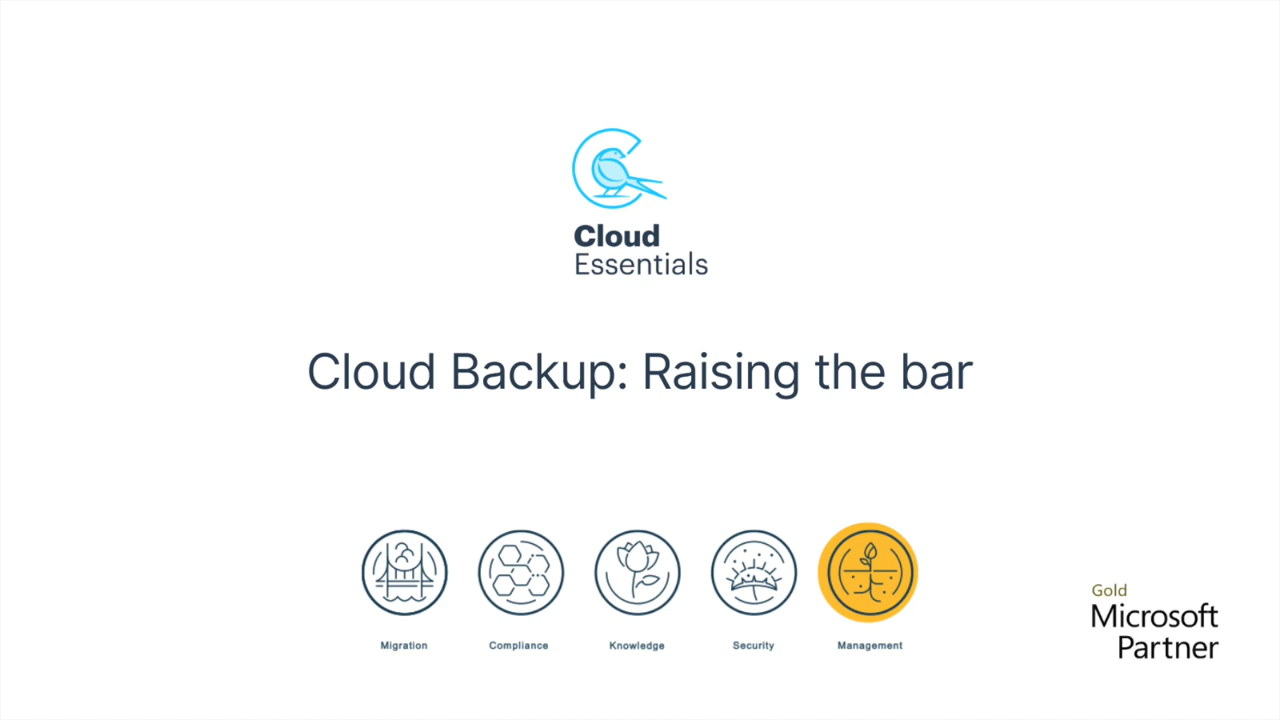 Cloud
Essentials
Cloud Backup: Raising the bar
Migration
Compliance
Knowledge
Security
Management
Gold
Microsoft
Partner